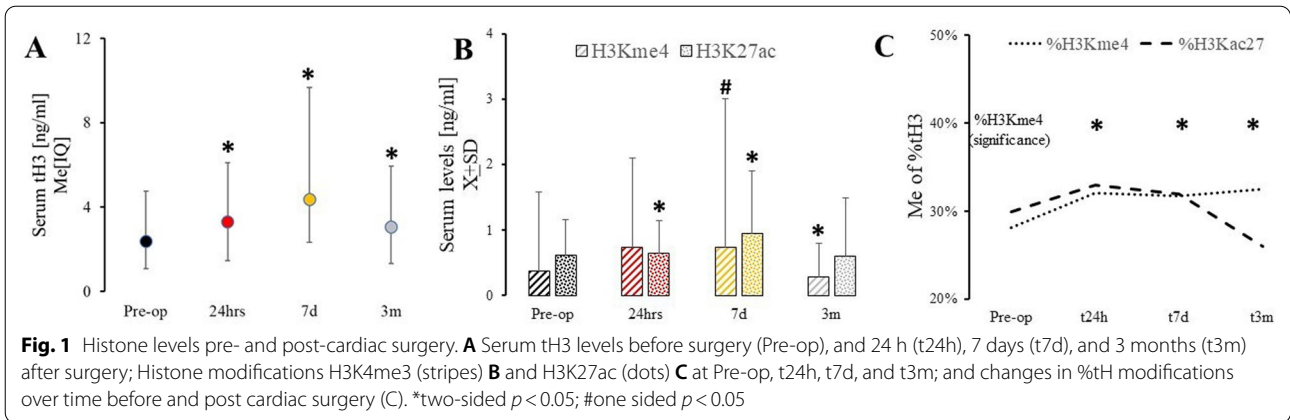 A
Serum tH3 [ng/ml]
Me[IQ]
12
8
4
0
*
*
*
Pre-op 24hrs 7d 3m
B
H3Kme4 H3K27ac
Serum levels [ng/ml]
X±SD
4
3
2
1
0
#
*
*
*
Pre-op 24hrs 7d 3m
C
%H3Kme4 %H3Kac27
Me of %tH3
50%
40%
30%
20%
%H3Kme4
(significance)
* * *
Pre-op t24h t7d t3m
Fig. 1 Histone levels pre- and post-cardiac surgery. A Serum tH3 levels before surgery (Pre-op), and 24 h (t24h), 7 days (t7d), and 3 months (t3m)
after surgery; Histone modifications H3K4me3 (stripes) B and H3K27ac (dots) C at Pre-op, t24h, t7d, and t3m; and changes in %tH modifications
over time before and post cardiac surgery (C). *two-sided p < 0.05; #one sided p < 0.05